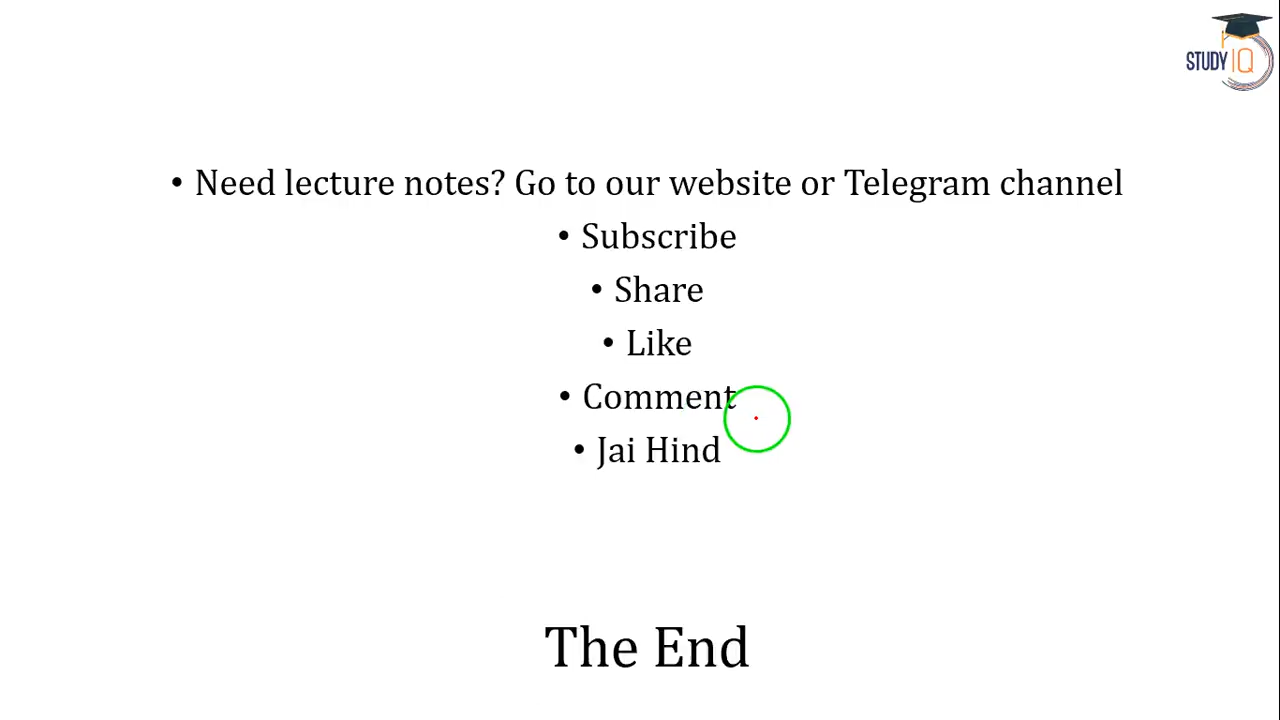 STUDY IQ
• Need lecture notes? Go to our website or Telegram channel
• Subscribe
• Share
• Like
• Comment
• Jai Hind
The End